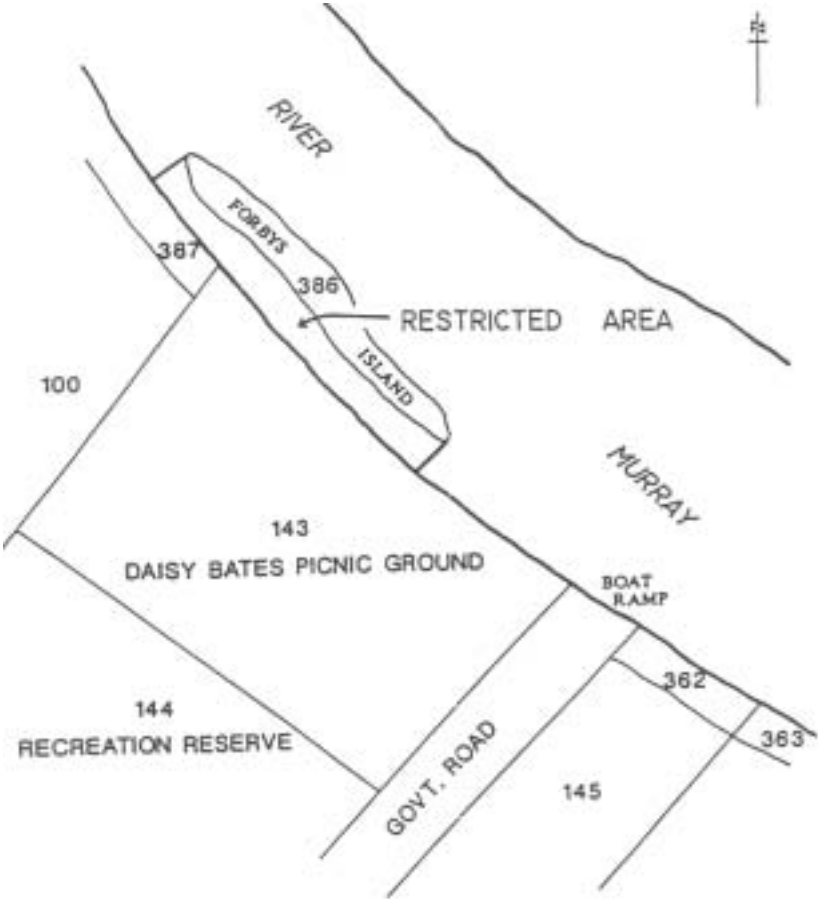 RIVER
FORBYS
387
386
RESTRICTED AREA
ISLAND
100
MURRAY
143
DAISY BATES PICNIC GROUND
BOAT
RAMP
362
144
RECREATION RESERVE
363
GOVT. ROAD
145